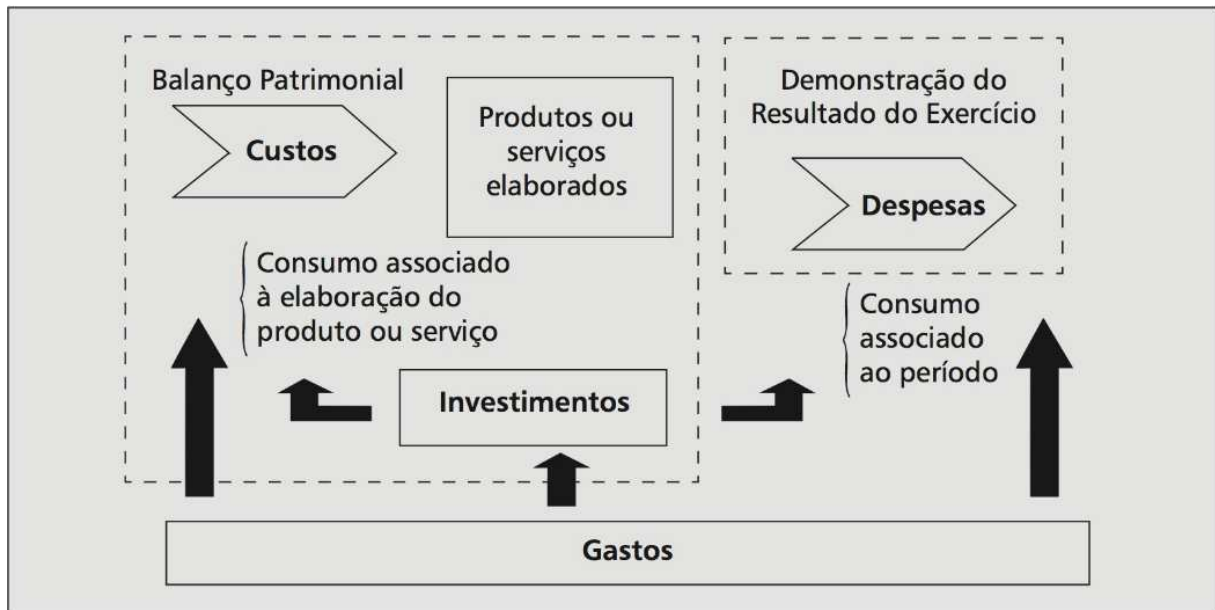 Balanço Patrimonial
Custos
Produtos ou
serviços
elaborados
Consumo associado
à elaboração do
produto ou serviço
Investimentos
Demonstração do
Resultado do Exercício
Despesas
Consumo
associado
ao período
Gastos